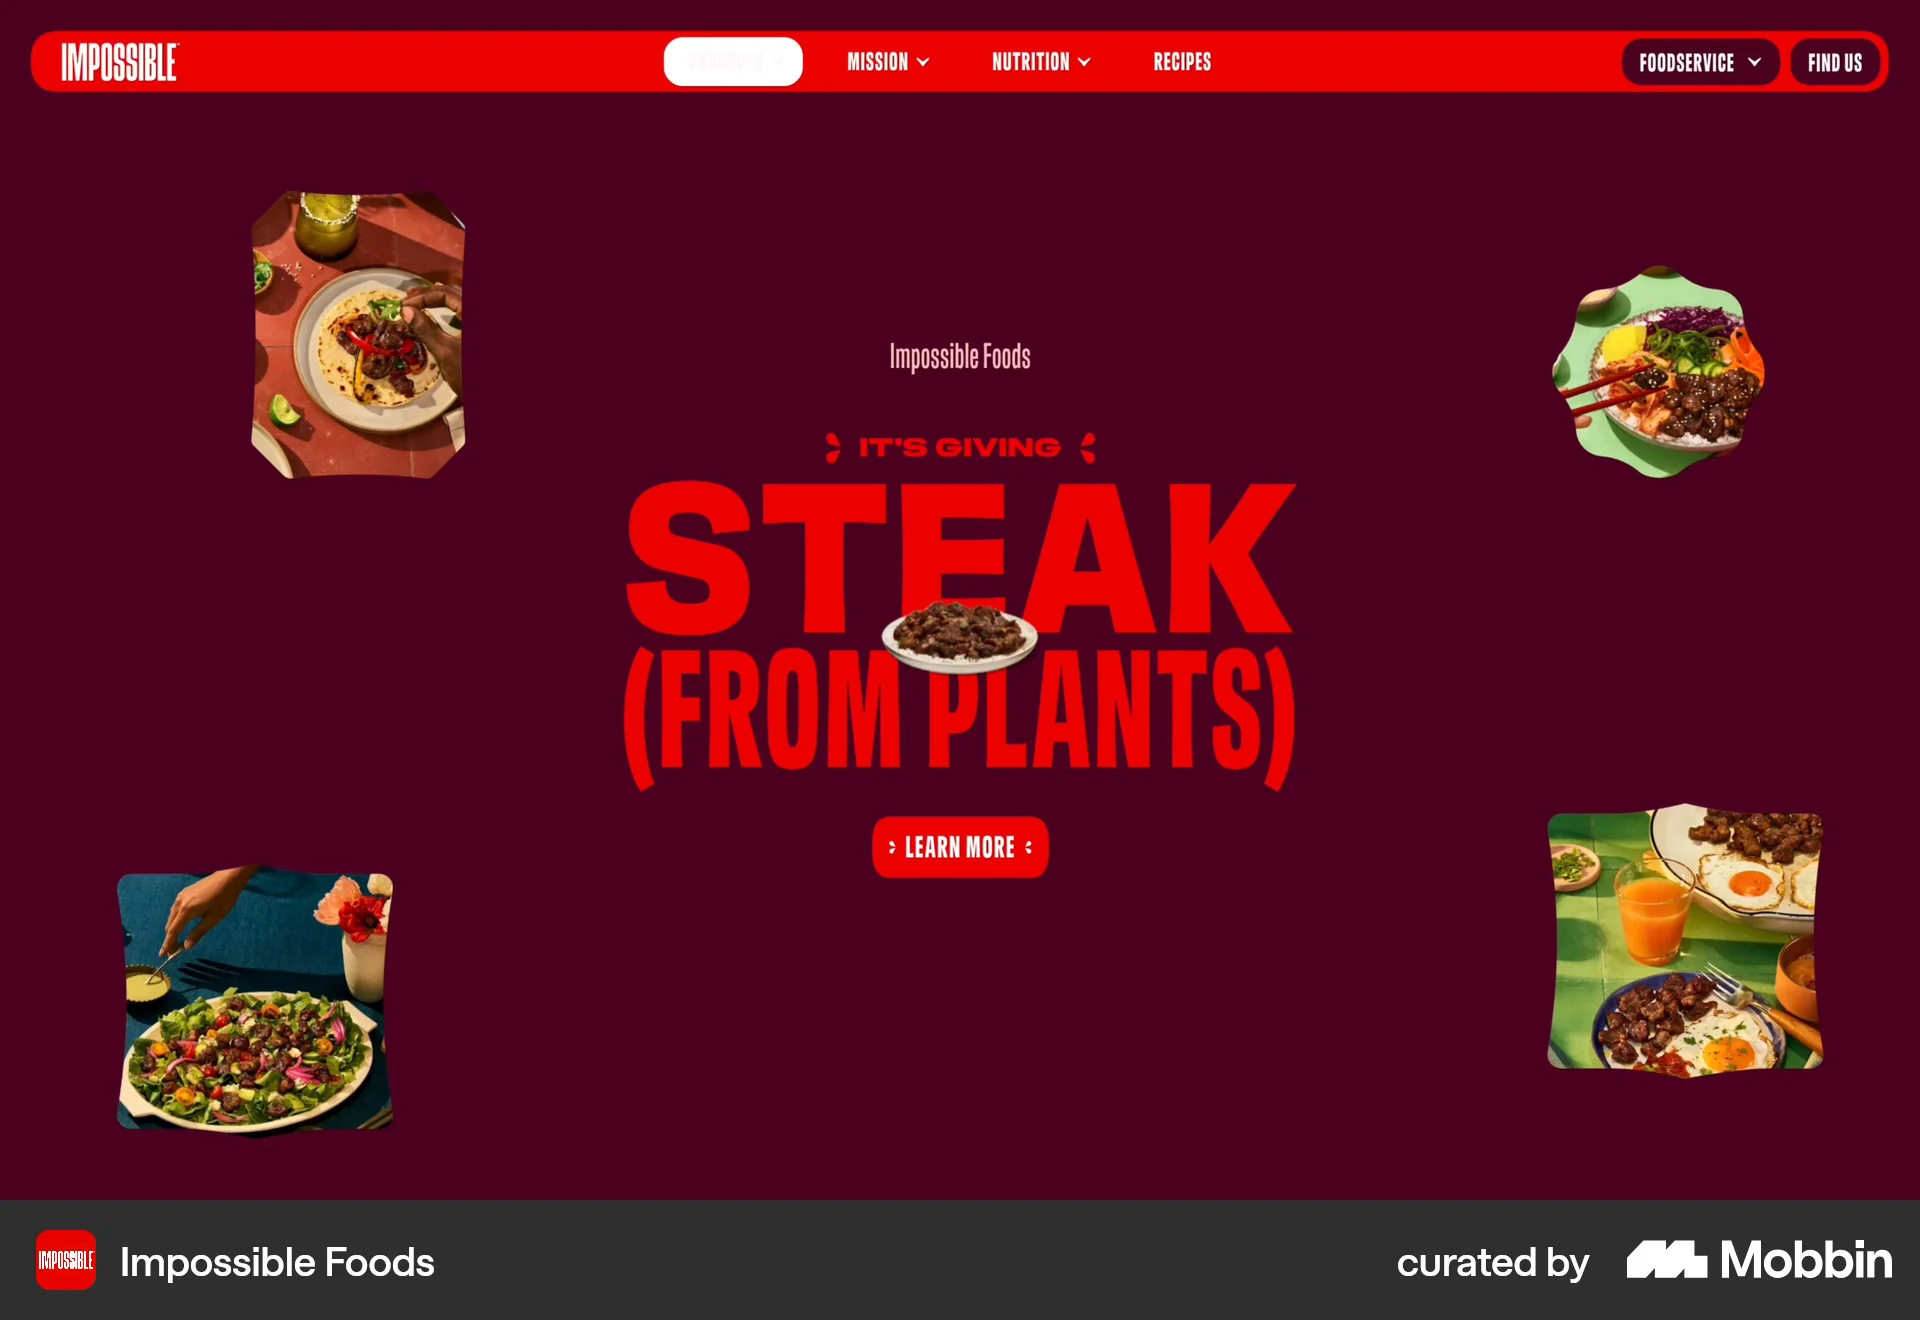 IMPOSSIBLE
MISSION
NUTRITION
RECIPES
FOODSERVICE
FIND US
Impossible Foods
IT'S GIVING
STEAK
(FROM PLANTS)
LEARN MORE
IMPOSSIBLE
Impossible Foods
curated by
Mobbin